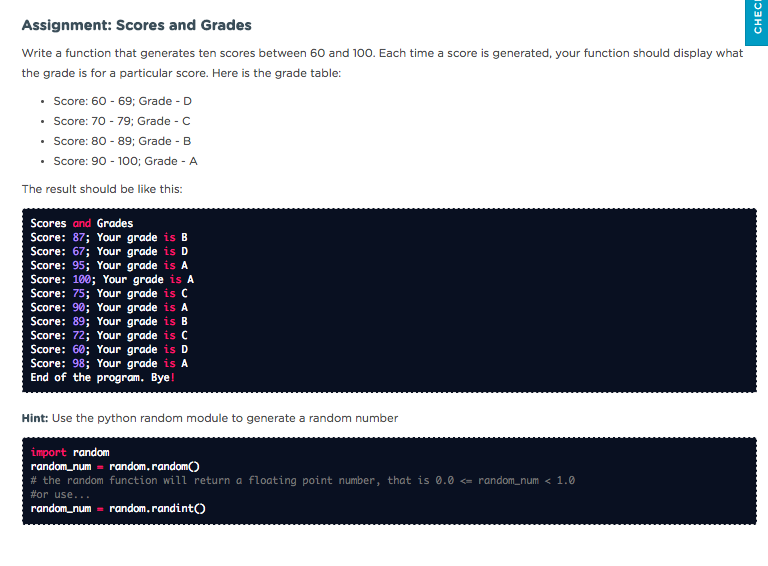 CHEC
Assignment: Scores and Grades
Write a function that generates ten scores between 60 and 100. Each time a score is generated, your function should display what
the grade is for a particular score. Here is the grade table:
• Score: 60 - 69; Grade - D
• Score: 70 - 79; Grade - C
• Score: 80 - 89; Grade - B
• Score: 90 - 100; Grade - A
The result should be like this:
Scores and Grades
Score: 87; Your grade is B
Score: 67; Your grade is D
Score: 95; Your grade is A
Score: 100; Your grade is A
Score: 75; Your grade is C
Score: 90; Your grade is A
Score: 89; Your grade is B
Score: 72; Your grade is C
Score: 60; Your grade is D
Score: 98; Your grade is A
End of the program. Bye!
Hint: Use the python random module to generate a random number
import random
random_num = random.random()
# the random function will return a floating point number, that is 0.0 <= random_num < 1.0
#or use...
random_num = random.randint()